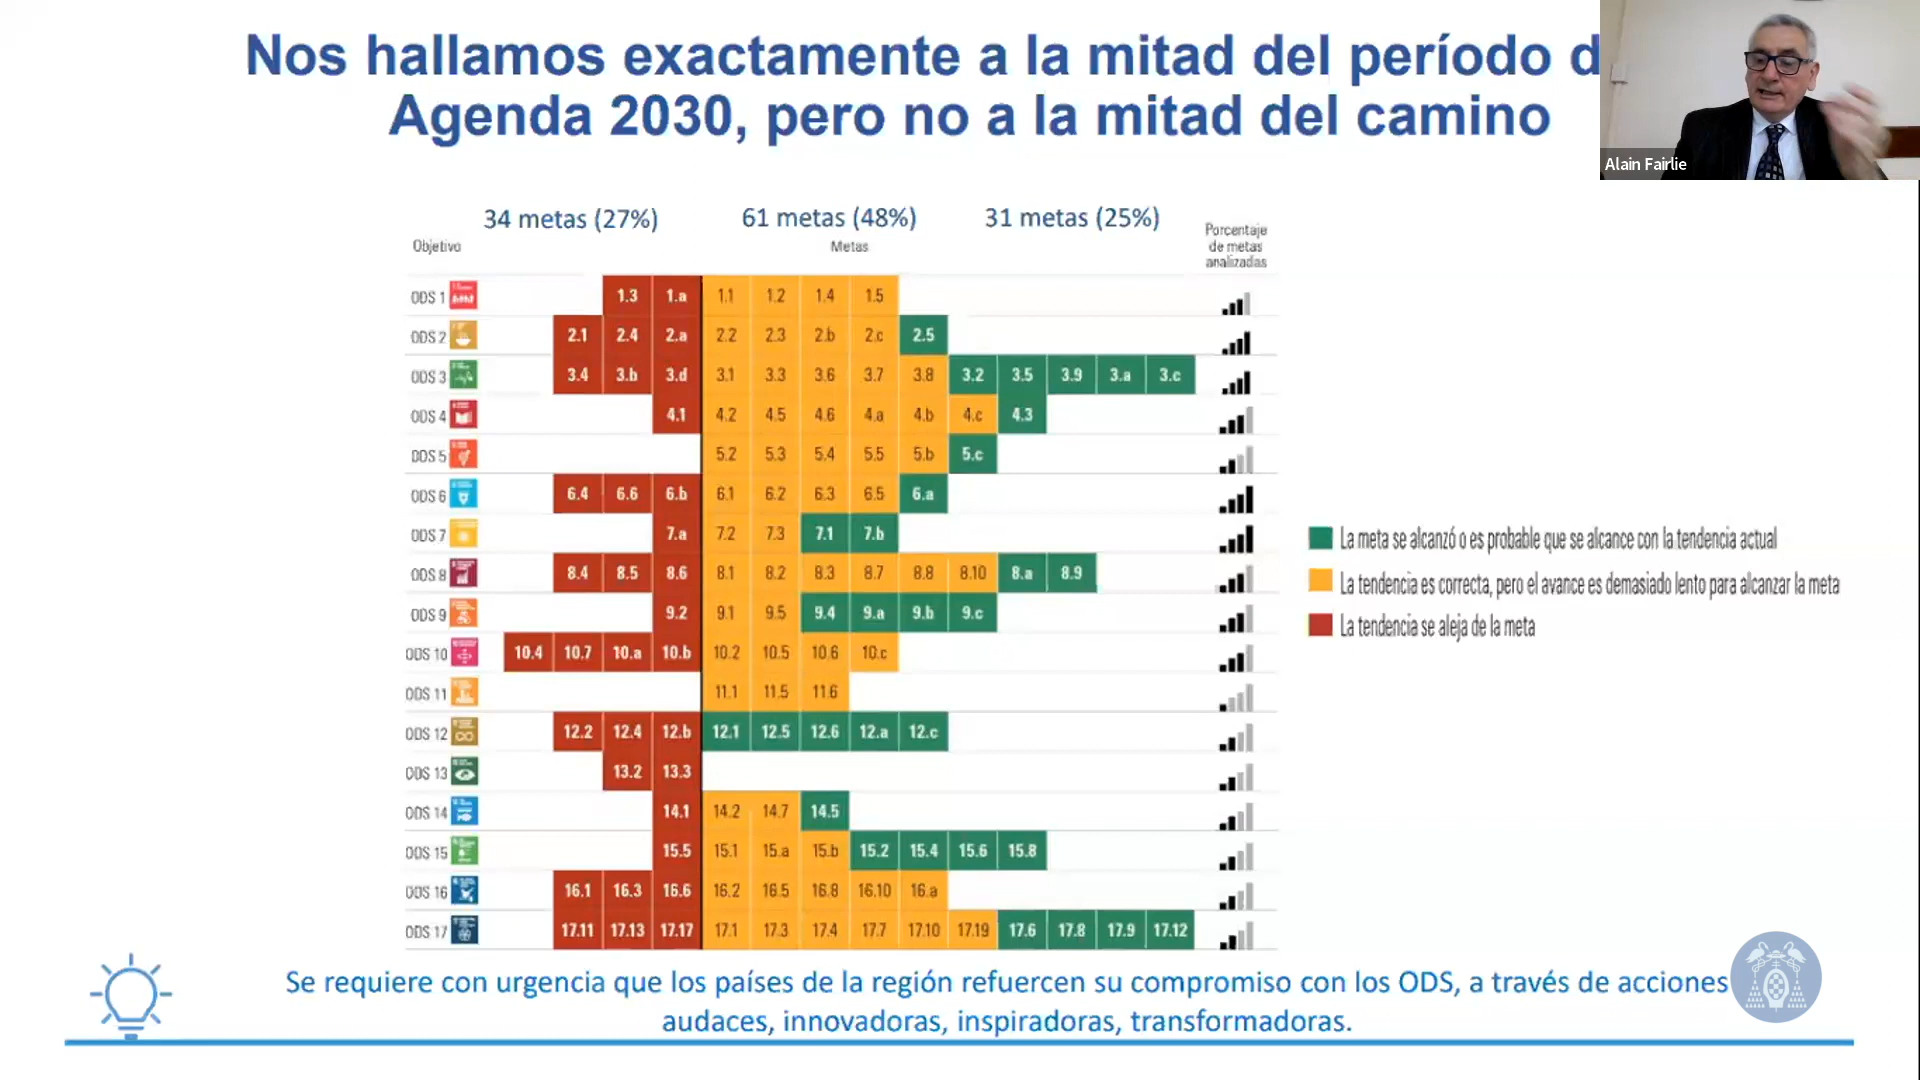 Nos hallamos exactamente a la mitad del período d
Agenda 2030, pero no a la mitad del camino
Alain Fairlie
34 metas (27%) 61 metas (48%) 31 metas (25%)
Objetivo Metas Porcentaje de metas analizadas
ODS 1 1.3 1.a 1.1 1.2 1.4 1.5
ODS 2 2.1 2.4 2.a 2.2 2.3 2.b 2.c 2.5
ODS 3 3.4 3.b 3.d 3.1 3.3 3.6 3.7 3.8 3.2 3.5 3.9 3.a 3.c
ODS 4 4.1 4.2 4.5 4.6 4.a 4.b 4.c 4.3
ODS 5 5.2 5.3 5.4 5.5 5.b 5.c
ODS 6 6.4 6.6 6.b 6.1 6.2 6.3 6.5 6.a
ODS 7 7.a 7.2 7.3 7.1 7.b
ODS 8 8.4 8.5 8.6 8.1 8.2 8.3 8.7 8.8 8.10 8.a 8.9
ODS 9 9.2 9.1 9.5 9.4 9.a 9.b 9.c
ODS 10 10.4 10.7 10.a 10.b 10.2 10.5 10.6 10.c
ODS 11 11.1 11.5 11.6
ODS 12 12.2 12.4 12.b 12.1 12.5 12.6 12.a 12.c
ODS 13 13.2 13.3
ODS 14 14.1 14.2 14.7 14.5
ODS 15 15.5 15.1 15.a 15.b 15.2 15.4 15.6 15.8
ODS 16 16.1 16.3 16.6 16.2 16.5 16.8 16.10 16.a
ODS 17 17.11 17.13 17.17 17.1 17.3 17.4 17.7 17.10 17.19 17.6 17.8 17.9 17.12
La meta se alcanzó o es probable que se alcance con la tendencia actual
La tendencia es correcta, pero el avance es demasiado lento para alcanzar la meta
La tendencia se aleja de la meta
Se requiere con urgencia que los países de la región refuercen su compromiso con los ODS, a través de acciones
audaces, innovadoras, inspiradoras, transformadoras.